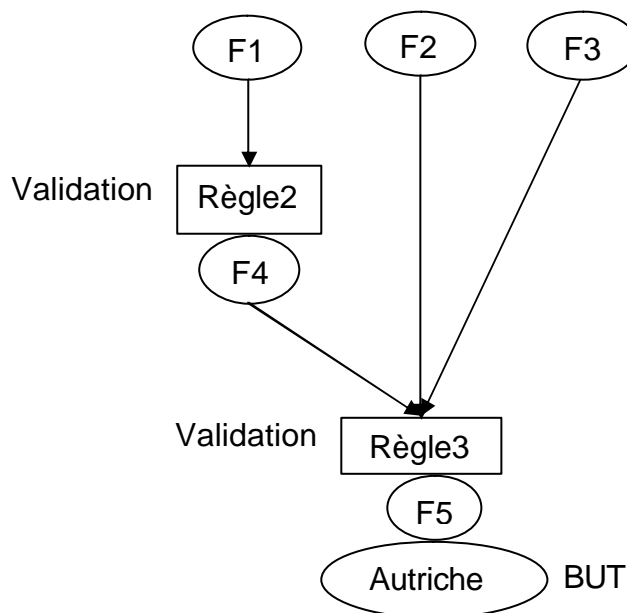 F1
F2
F3
Validation
Règle2
F4
Validation
Règle3
F5
Autriche
BUT